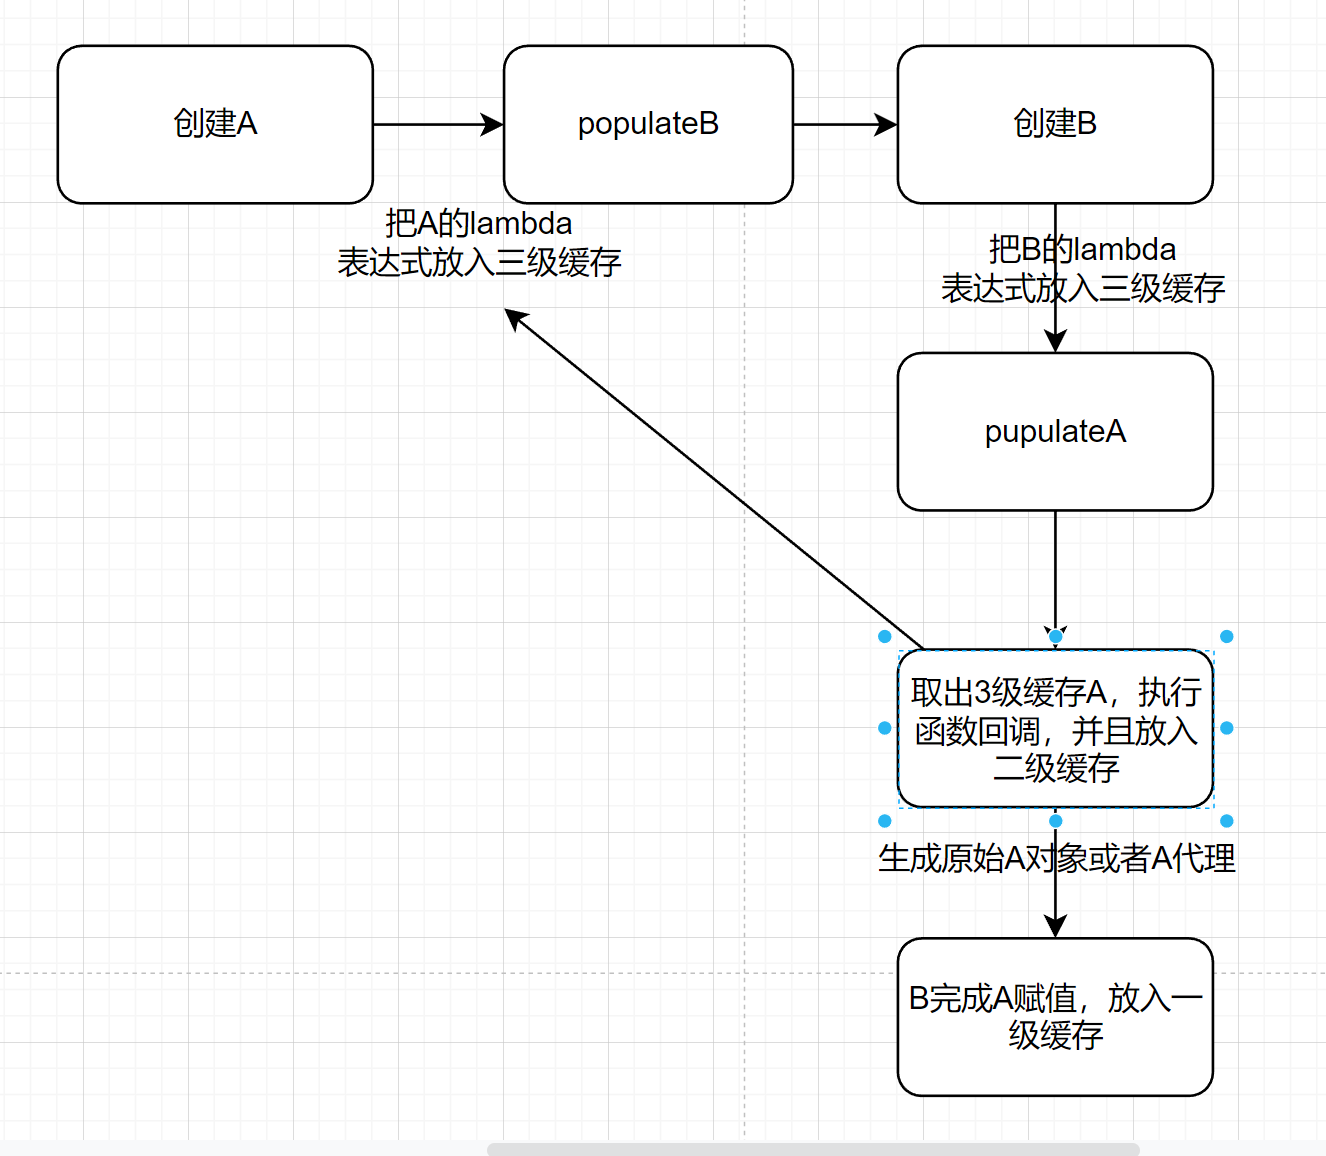 创建A
populateB
创建B
把A的lambda
表达式放入三级缓存
把B的lambda
表达式放入三级缓存
pupulateA
取出3级缓存A，执行
函数回调，并且放入
二级缓存
生成原始A对象或者A代理
B完成A赋值，放入一
级缓存